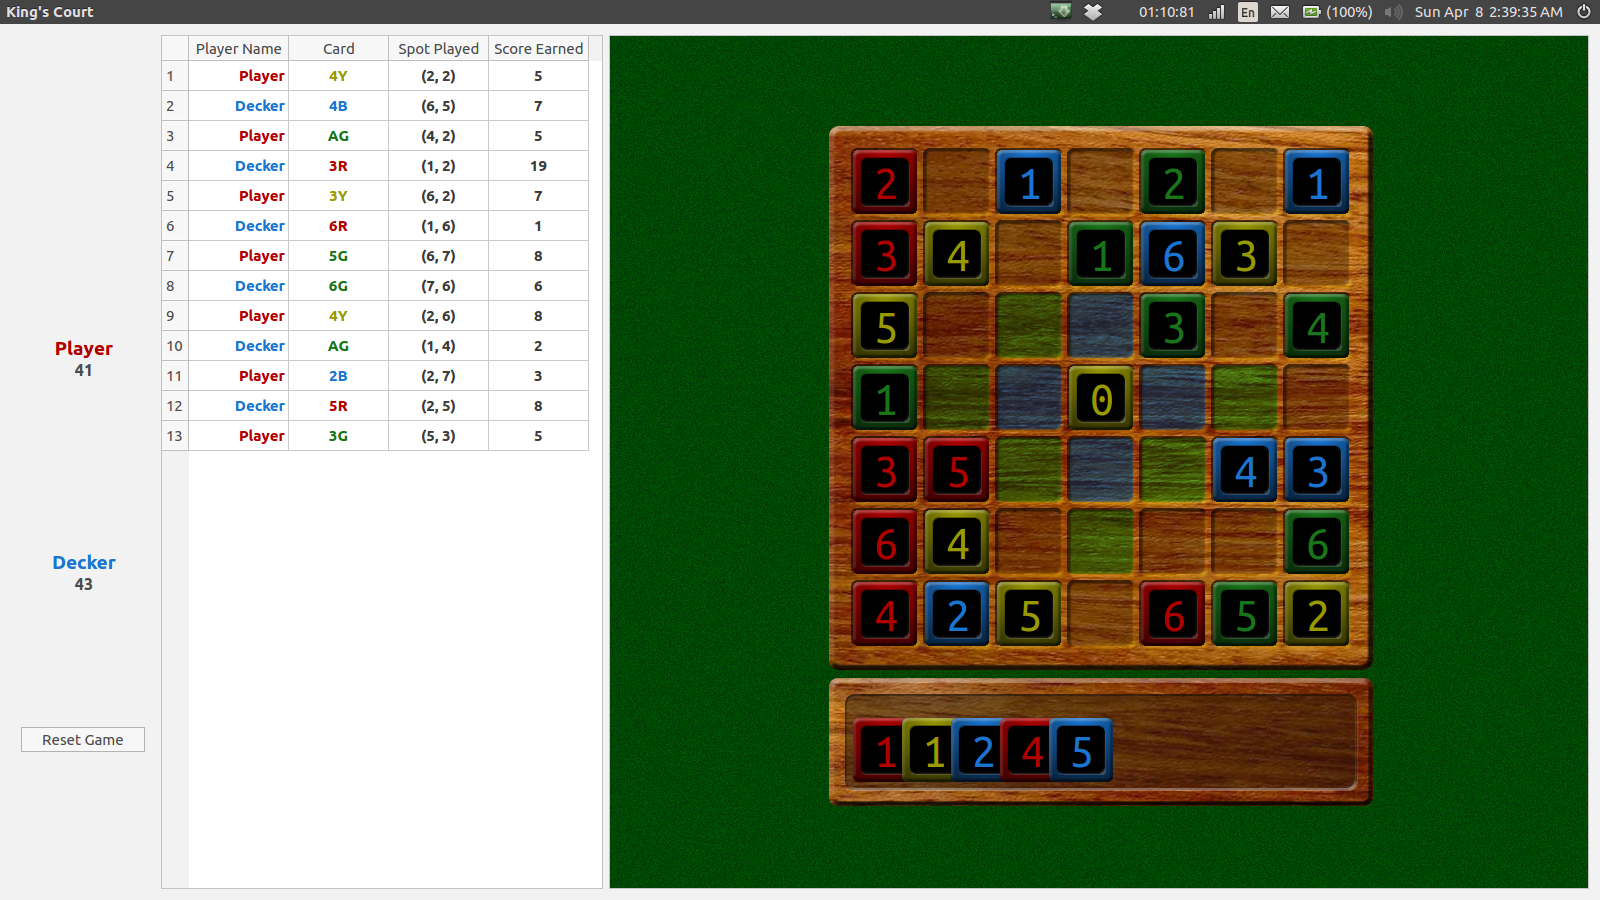 King's Court 01:10:81 En (100%) Sun Apr 8 2:39:35 AM
Player Name Card Spot Played Score Earned
1 Player 4Y (2, 2) 5
2 Decker 4B (6, 5) 7
3 Player AG (4, 2) 5
4 Decker 3R (1, 2) 19
5 Player 3Y (6, 2) 7
6 Decker 6R (1, 6) 1
7 Player 5G (6, 7) 8
8 Decker 6G (7, 6) 6
9 Player 4Y (2, 6) 8
10 Decker AG (1, 4) 2
11 Player 2B (2, 7) 3
12 Decker 5R (2, 5) 8
13 Player 3G (5, 3) 5
Player
41
Decker
43
Reset Game
2 1 2 1
3 4 1 6 3
5 3 4
1 0
3 5 4 3
6 4 6
4 2 5 6 5 2
1 1 2 4 5